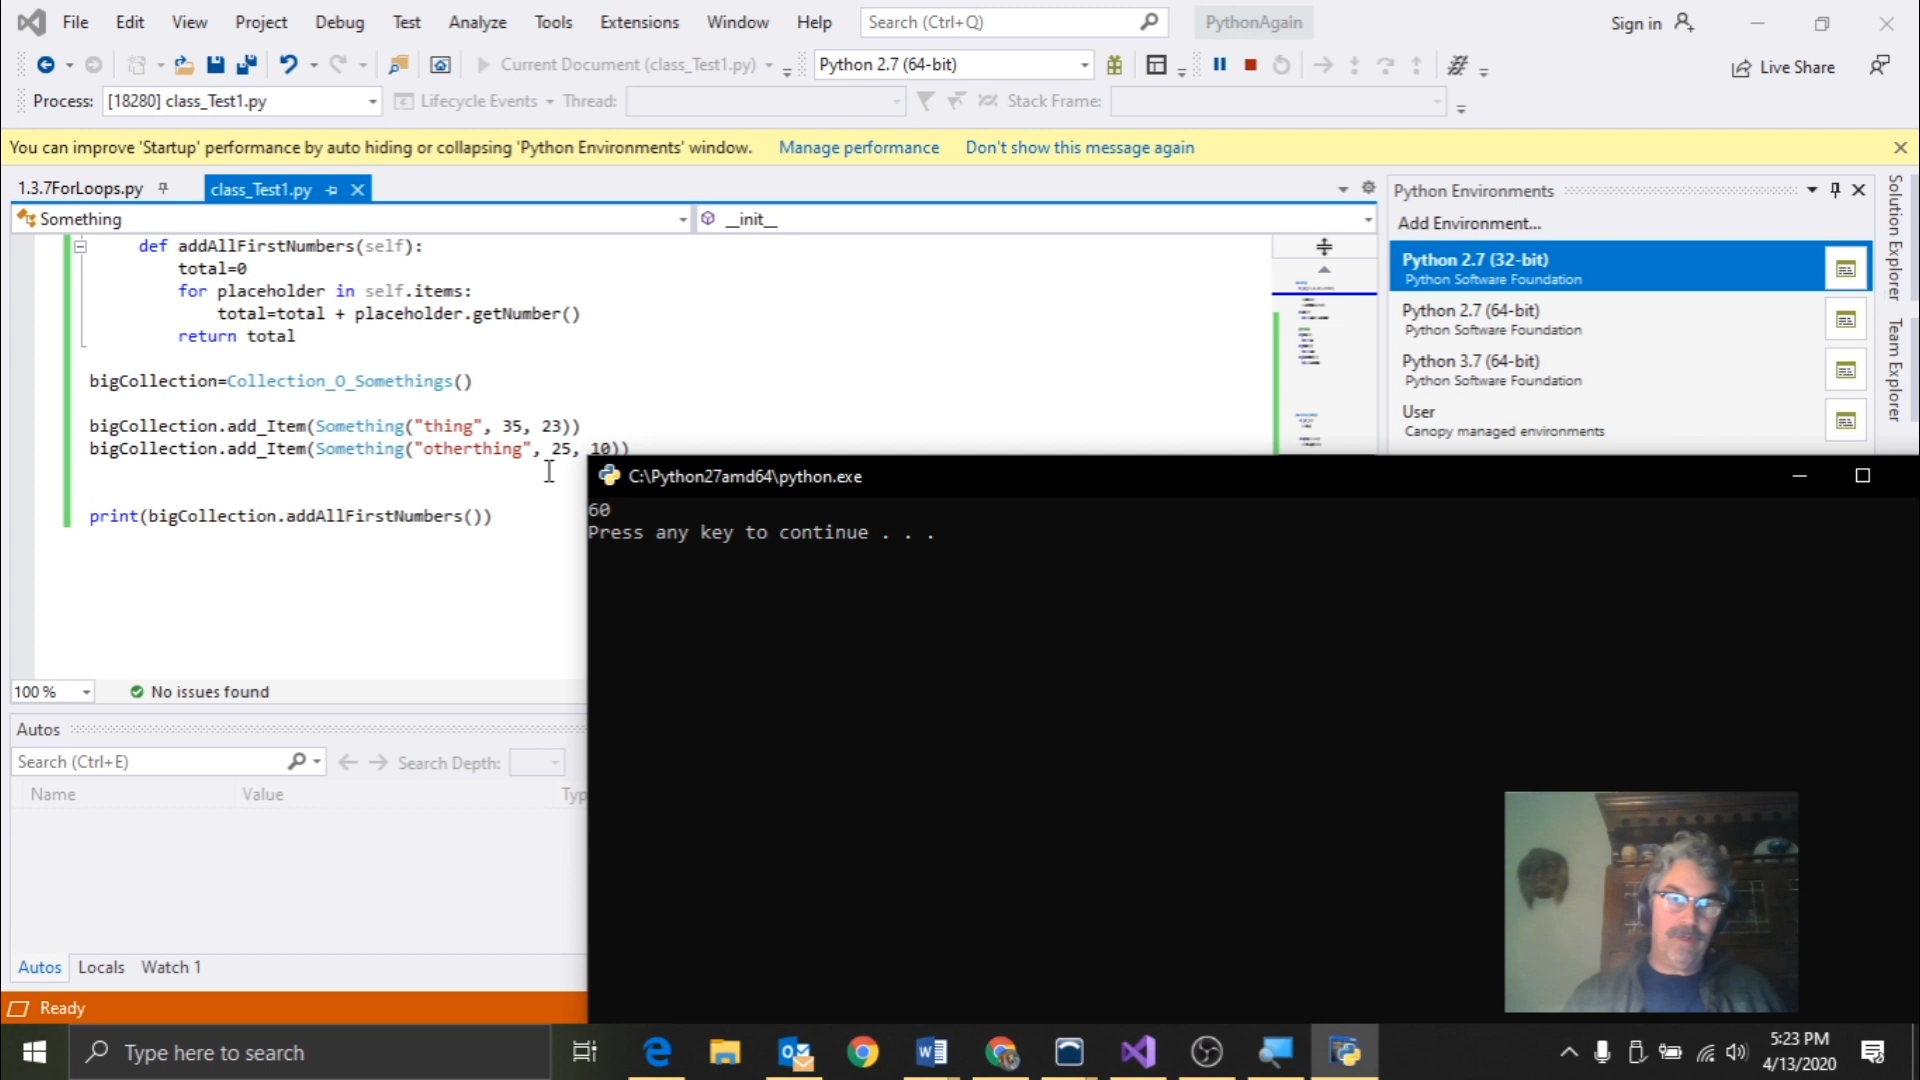 File Edit View Project Debug Test Analyze Tools Extensions Window Help Search (Ctrl+Q) PythonAgain Sign in
Current Document (class_Test1.py) Python 2.7 (64-bit) Live Share
Process: [18280] class_Test1.py Lifecycle Events Thread: Stack Frame:
You can improve 'Startup' performance by auto hiding or collapsing 'Python Environments' window. Manage performance Don't show this message again
1.3.7ForLoops.py class_Test1.py
Something __init__
def addAllFirstNumbers(self):
total=0
for placeholder in self.items:
total=total + placeholder.getNumber()
return total
bigCollection=Collection_O_Somethings()
bigCollection.add_Item(Something("thing", 35, 23))
bigCollection.add_Item(Something("otherthing", 25, 10))
print(bigCollection.addAllFirstNumbers())
100 % No issues found
Python Environments
Add Environment...
Python 2.7 (32-bit)
Python Software Foundation
Python 2.7 (64-bit)
Python Software Foundation
Python 3.7 (64-bit)
Python Software Foundation
User
Canopy managed environments
Solution Explorer
Team Explorer
C:\Python27amd64\python.exe
60
Press any key to continue . . .
Autos
Search (Ctrl+E) Search Depth:
Name Value Typ
Autos Locals Watch 1
Ready
Type here to search
5:23 PM
4/13/2020